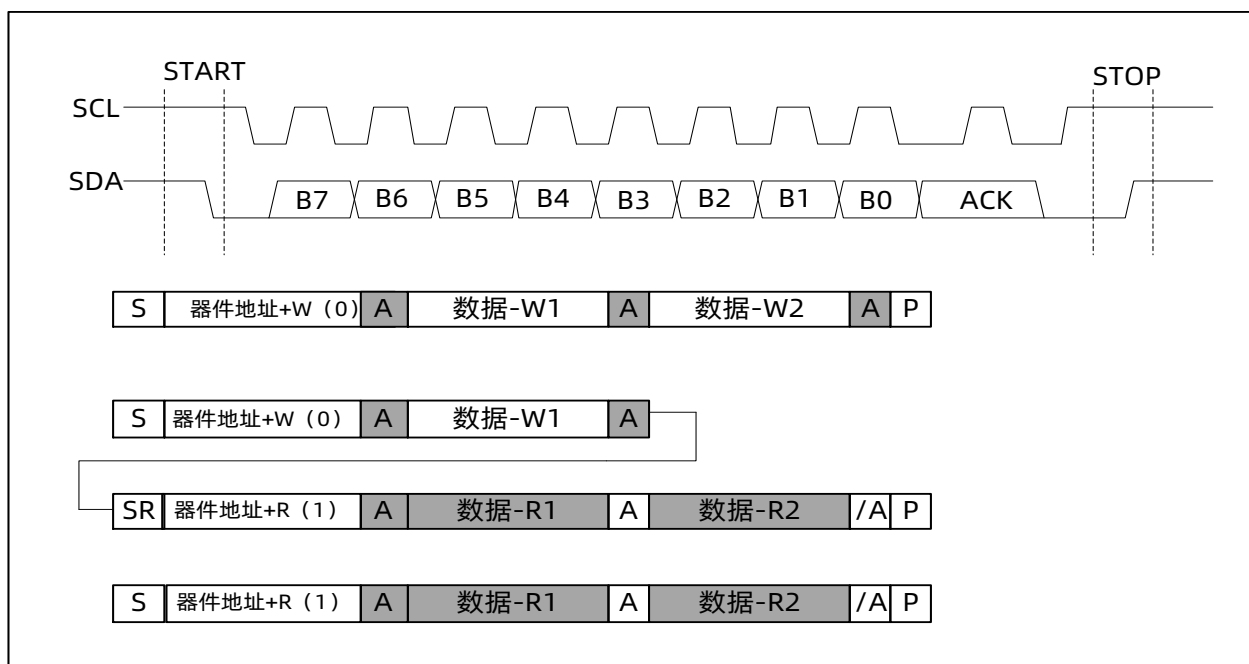 START
STOP
SCL
SDA
B7 B6 B5 B4 B3 B2 B1 B0 ACK
S 器件地址+W（0） A 数据-W1 A 数据-W2 A P
S 器件地址+W（0） A 数据-W1 A
SR 器件地址+R（1） A 数据-R1 A 数据-R2 /A P
S 器件地址+R（1） A 数据-R1 A 数据-R2 /A P